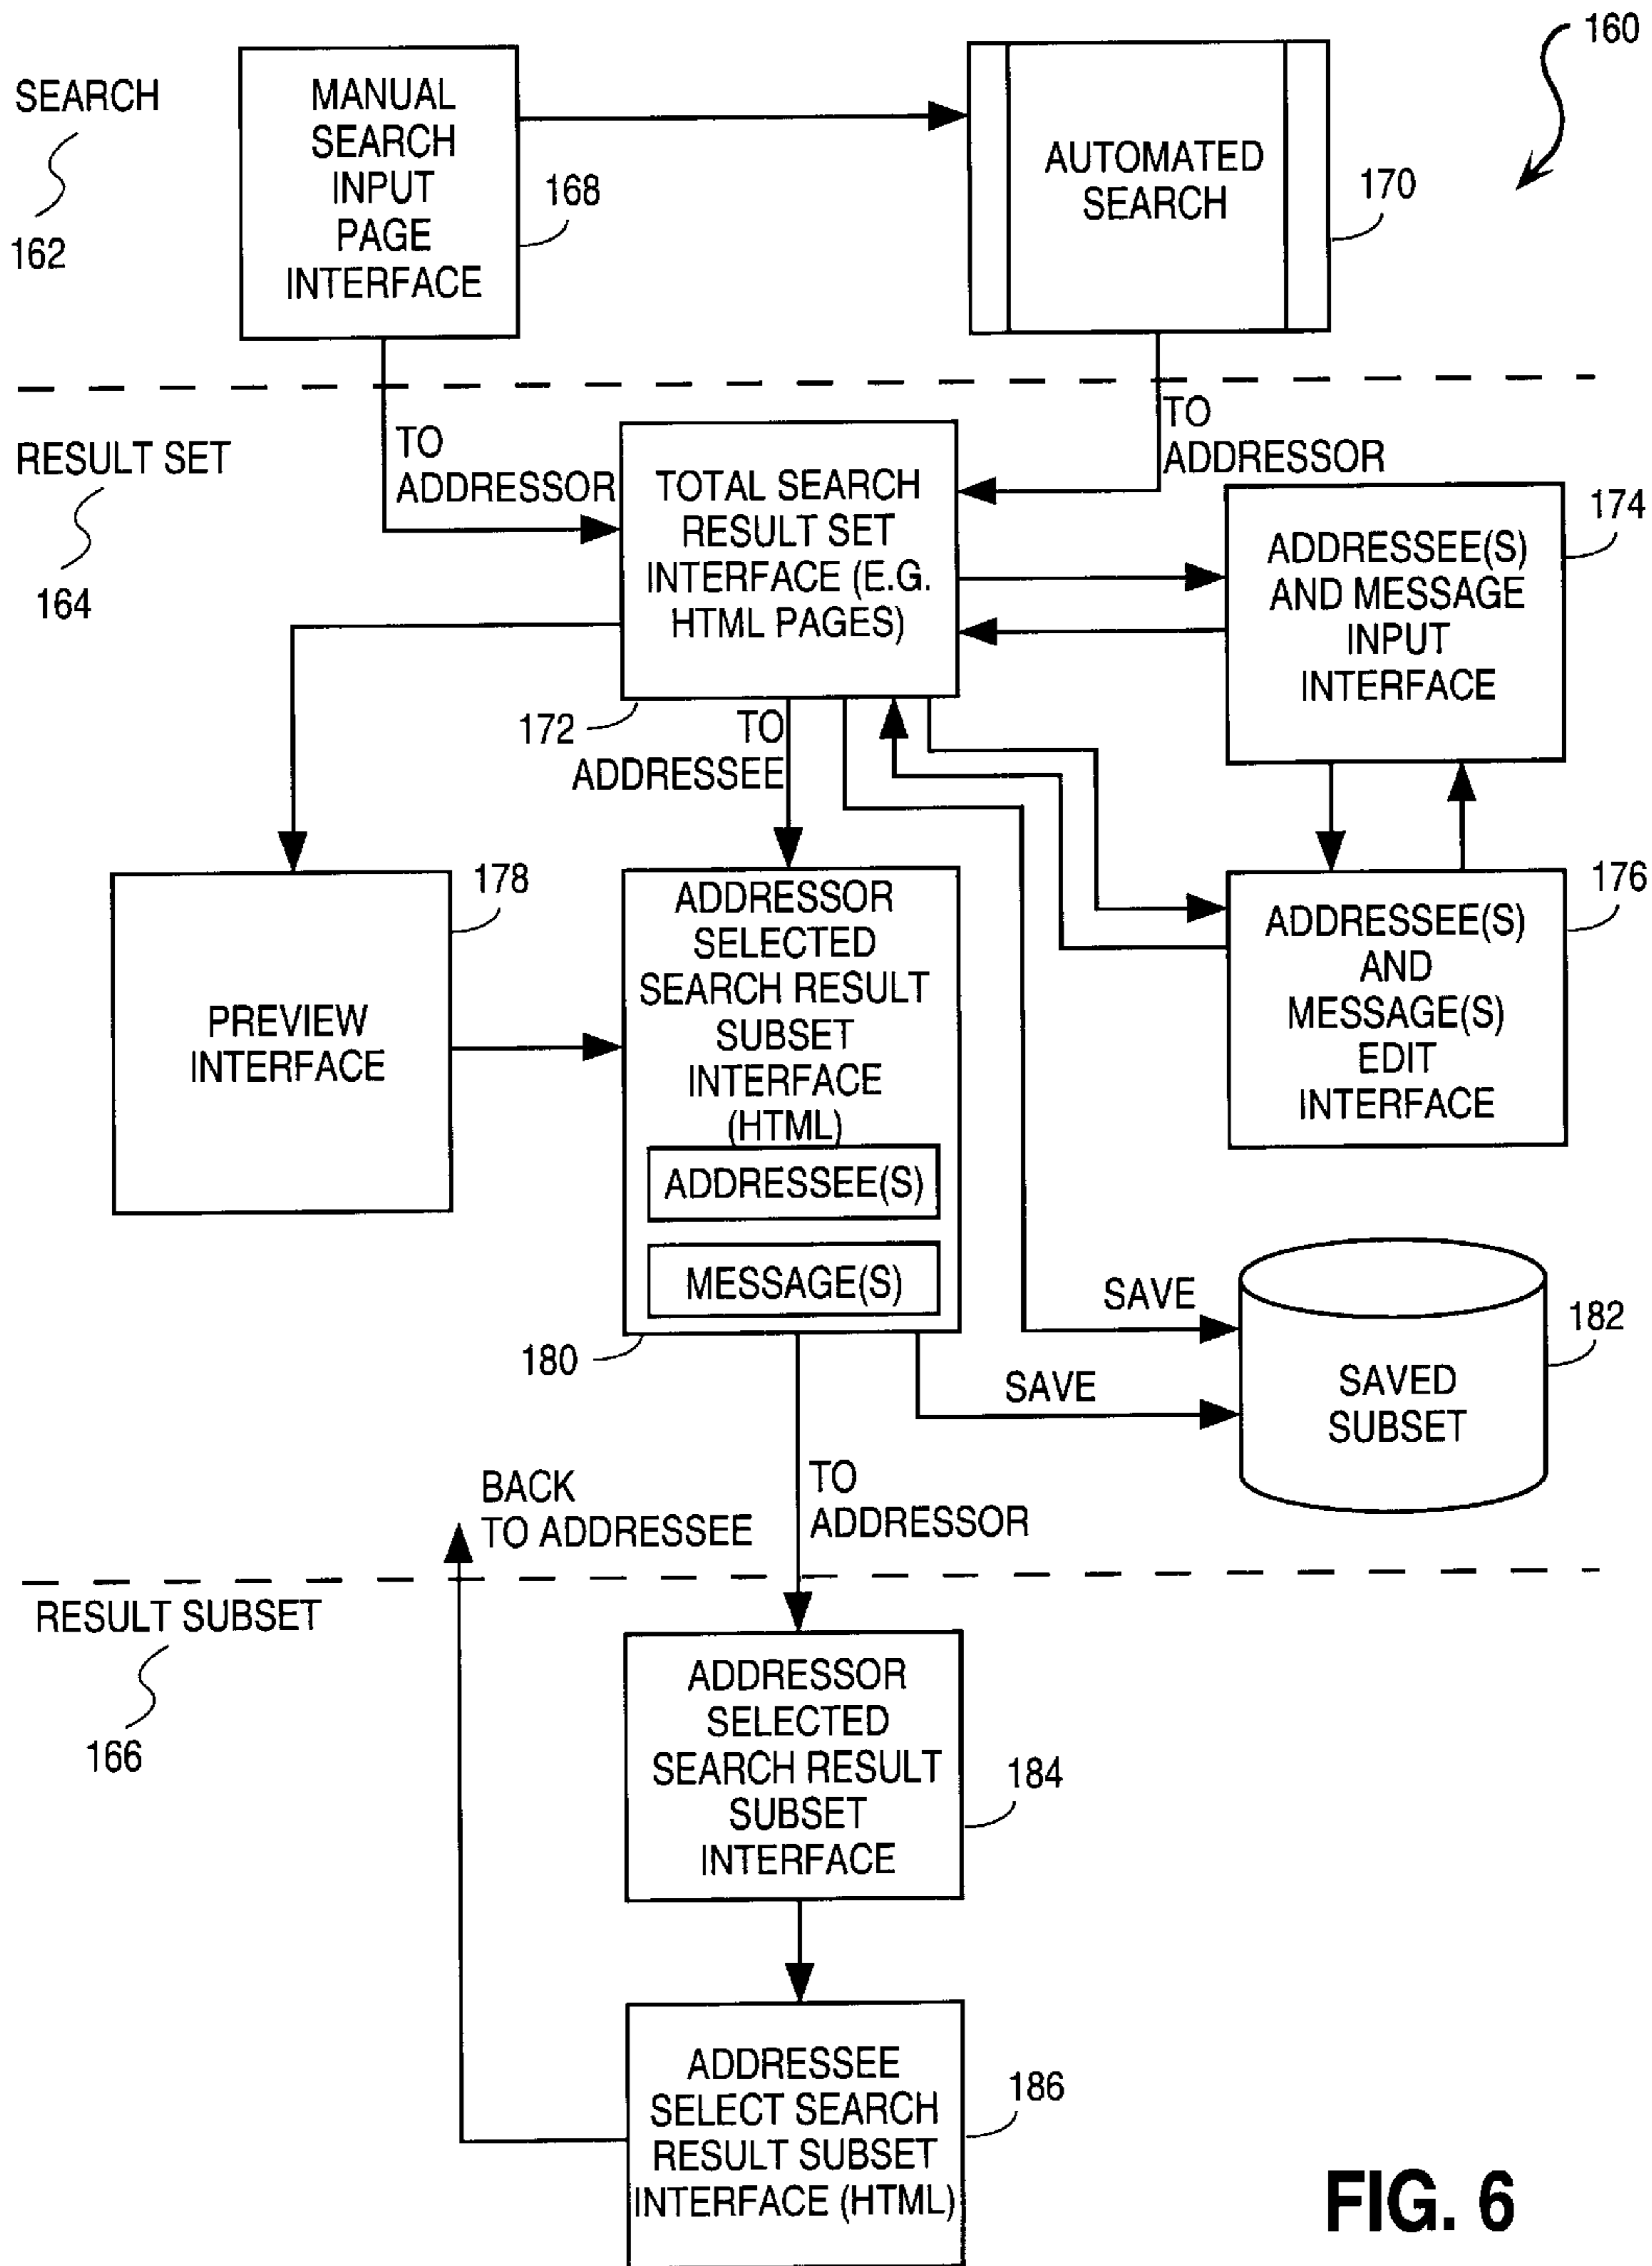 160
SEARCH
162
MANUAL
SEARCH
INPUT
PAGE
INTERFACE
168
AUTOMATED
SEARCH
170
RESULT SET
164
TO
ADDRESSOR
TO
ADDRESSOR
TOTAL SEARCH
RESULT SET
INTERFACE (E.G.
HTML PAGES)
172
ADDRESSEE(S)
AND MESSAGE
INPUT
INTERFACE
174
TO
ADDRESSEE
PREVIEW
INTERFACE
178
ADDRESSOR
SELECTED
SEARCH RESULT
SUBSET
INTERFACE
(HTML)
ADDRESSEE(S)
MESSAGE(S)
180
ADDRESSEE(S)
AND
MESSAGE(S)
EDIT
INTERFACE
176
SAVE
SAVE
SAVED
SUBSET
182
BACK
TO ADDRESSEE
TO
ADDRESSOR
RESULT SUBSET
166
ADDRESSOR
SELECTED
SEARCH RESULT
SUBSET
INTERFACE
184
ADDRESSEE
SELECT SEARCH
RESULT SUBSET
INTERFACE (HTML)
186
FIG. 6